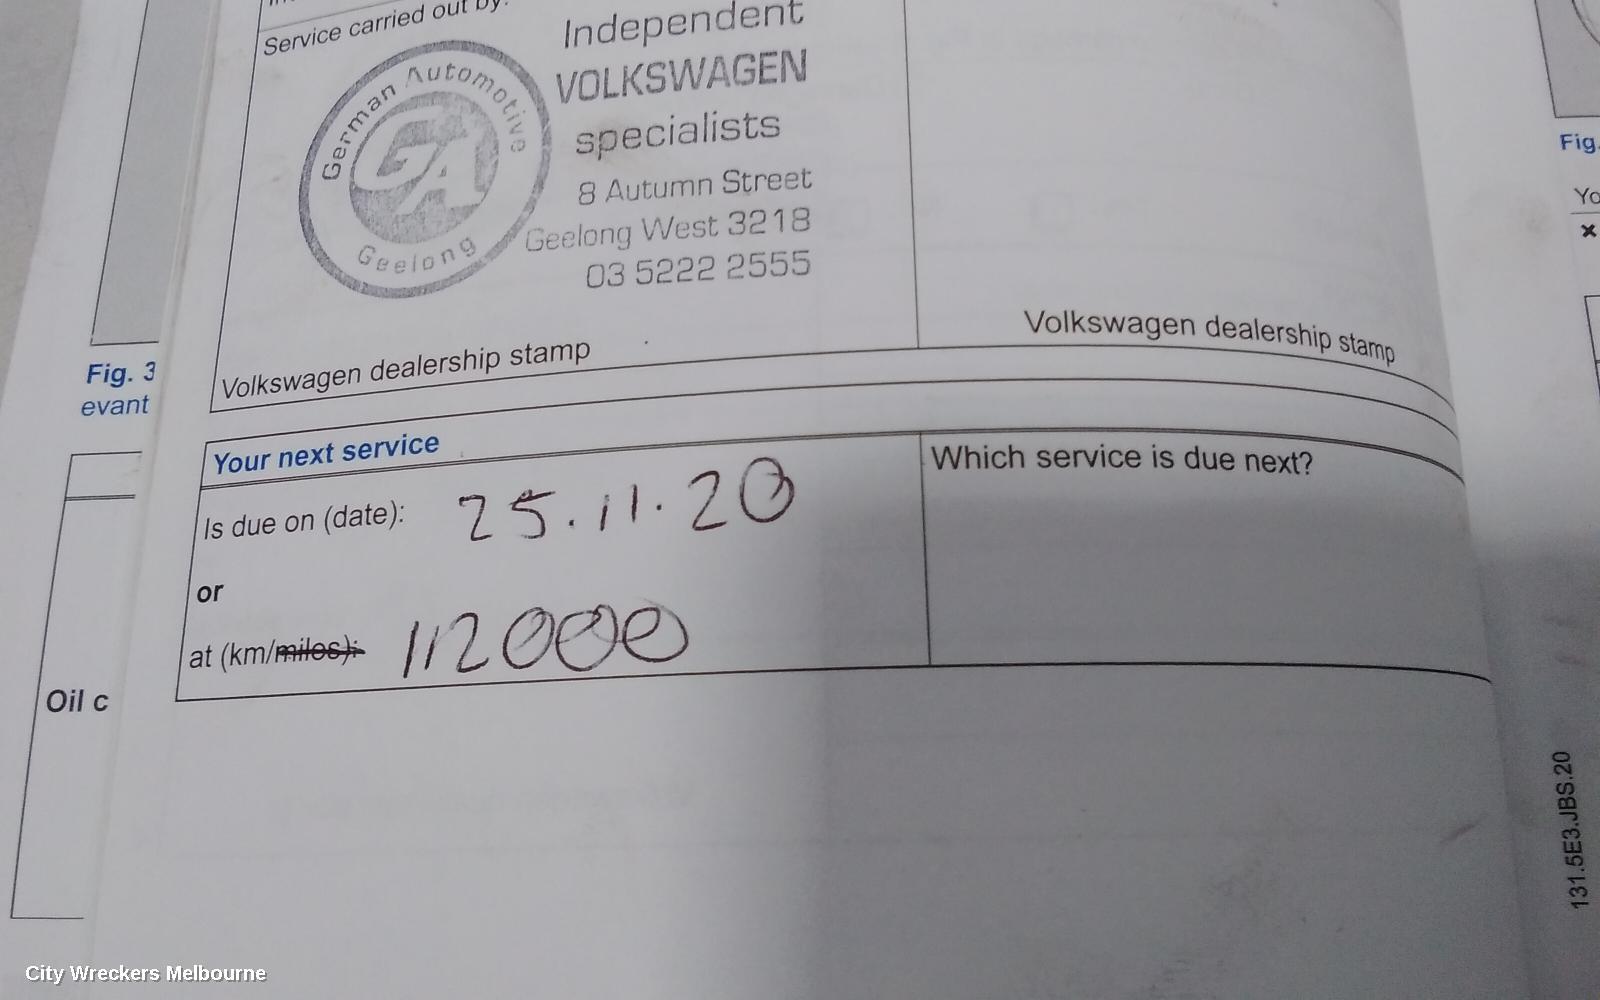 Service carried out by:
German Automotive
GA
Geelong
Independent
VOLKSWAGEN
specialists
8 Autumn Street
Geelong West 3218
03 5222 2555
Volkswagen dealership stamp
Volkswagen dealership stamp
Fig. 3
evant
Your next service
Is due on (date): 25.11.20
or
at (km/miles): 112000
Which service is due next?
Oil c
Fig.
Yo
×
131.5E3.JBS.20
City Wreckers Melbourne